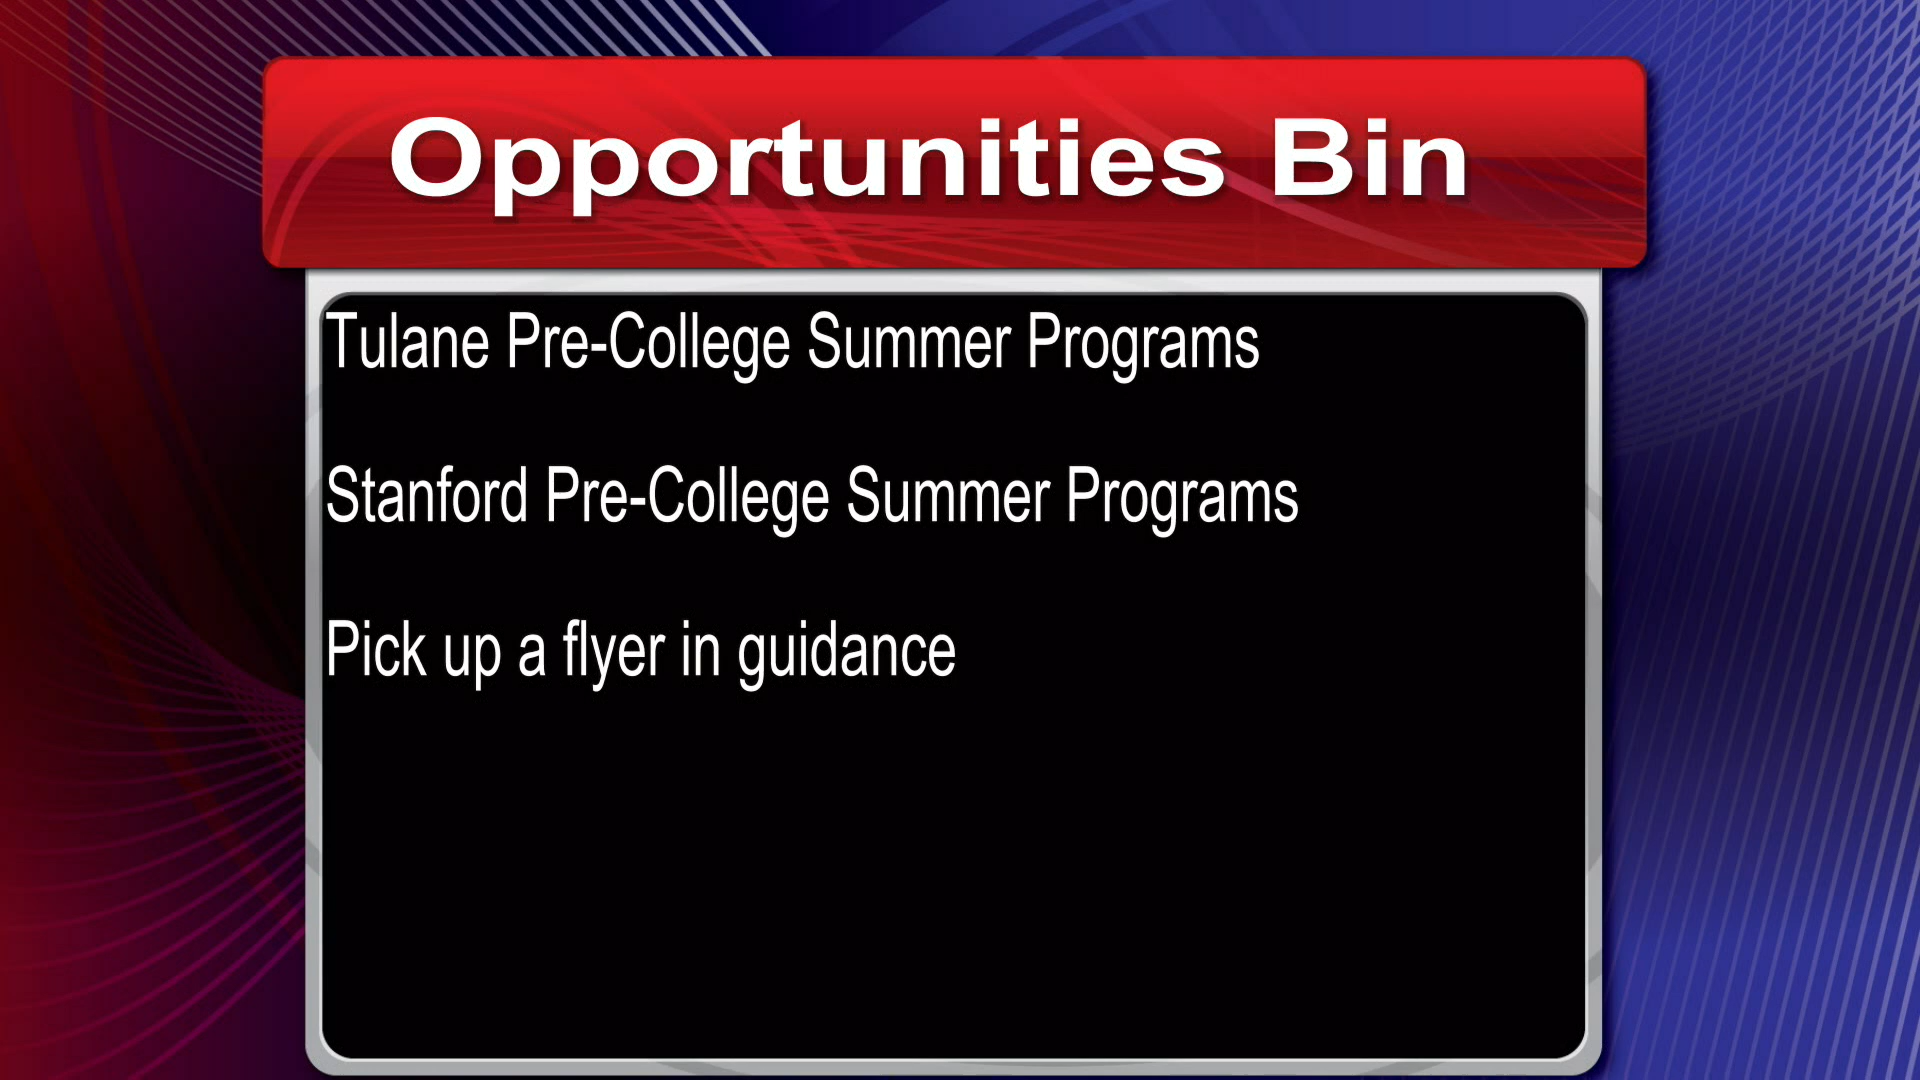 Opportunities Bin
Tulane Pre-College Summer Programs
Stanford Pre-College Summer Programs
Pick up a flyer in guidance